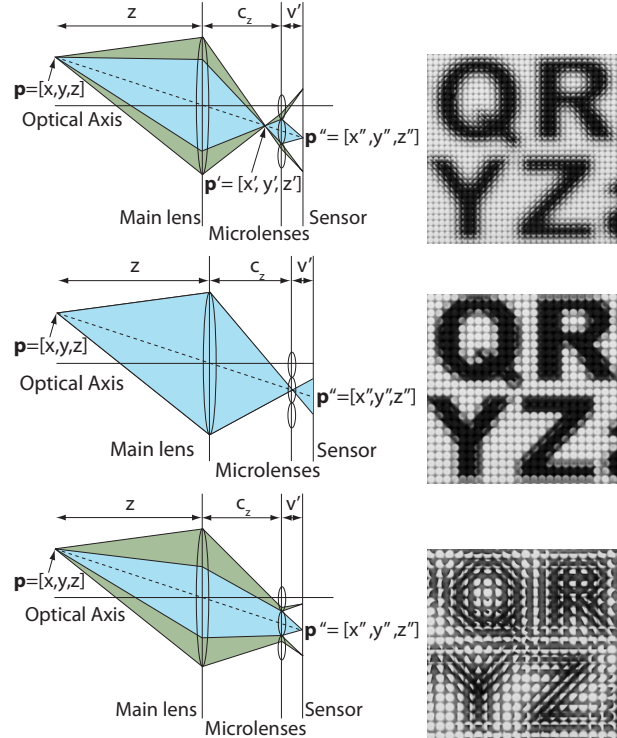 z
c_z
v'
p=[x,y,z]
Optical Axis
p'= [x', y', z']
p"= [x",y",z"]
Main lens
Microlenses
Sensor
QR
YZ
z
c_z
v'
p=[x,y,z]
Optical Axis
p"=[x",y",z"]
Main lens
Microlenses
Sensor
QR
YZ
z
c_z
v'
p=[x,y,z]
Optical Axis
p"= [x",y",z"]
Main lens
Microlenses
Sensor
QR
YZ